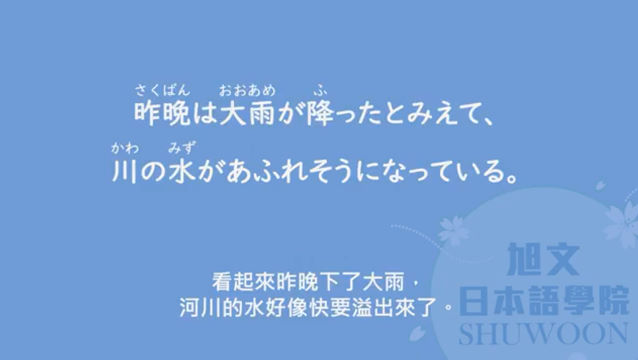 さくばん おおあめ ふ
昨晩は大雨が降ったとみえて、
かわ みず
川の水があふれそうになっている。
看起來昨晚下了大雨，
河川的水好像快要溢出來了。
旭文
日本語學院
SHUWOON